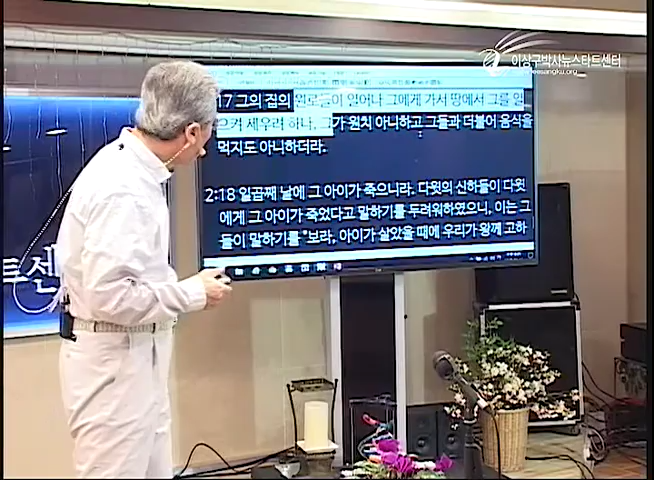 이상구박사뉴스타트센터
17 그의 집의 원로들이 일어나 그에게 가서 땅에서 그를 일
으켜 세우려 하나, 그가 원치 아니하고 그들과 더불어 음식을
먹지도 아니하더라.
2:18 일곱째 날에 그 아이가 죽으니라. 다윗의 신하들이 다윗
에게 그 아이가 죽었다고 말하기를 두려워하였으니, 이는 그
들이 말하기를 "보라, 아이가 살았을 때에 우리가 왕께 고하
트센